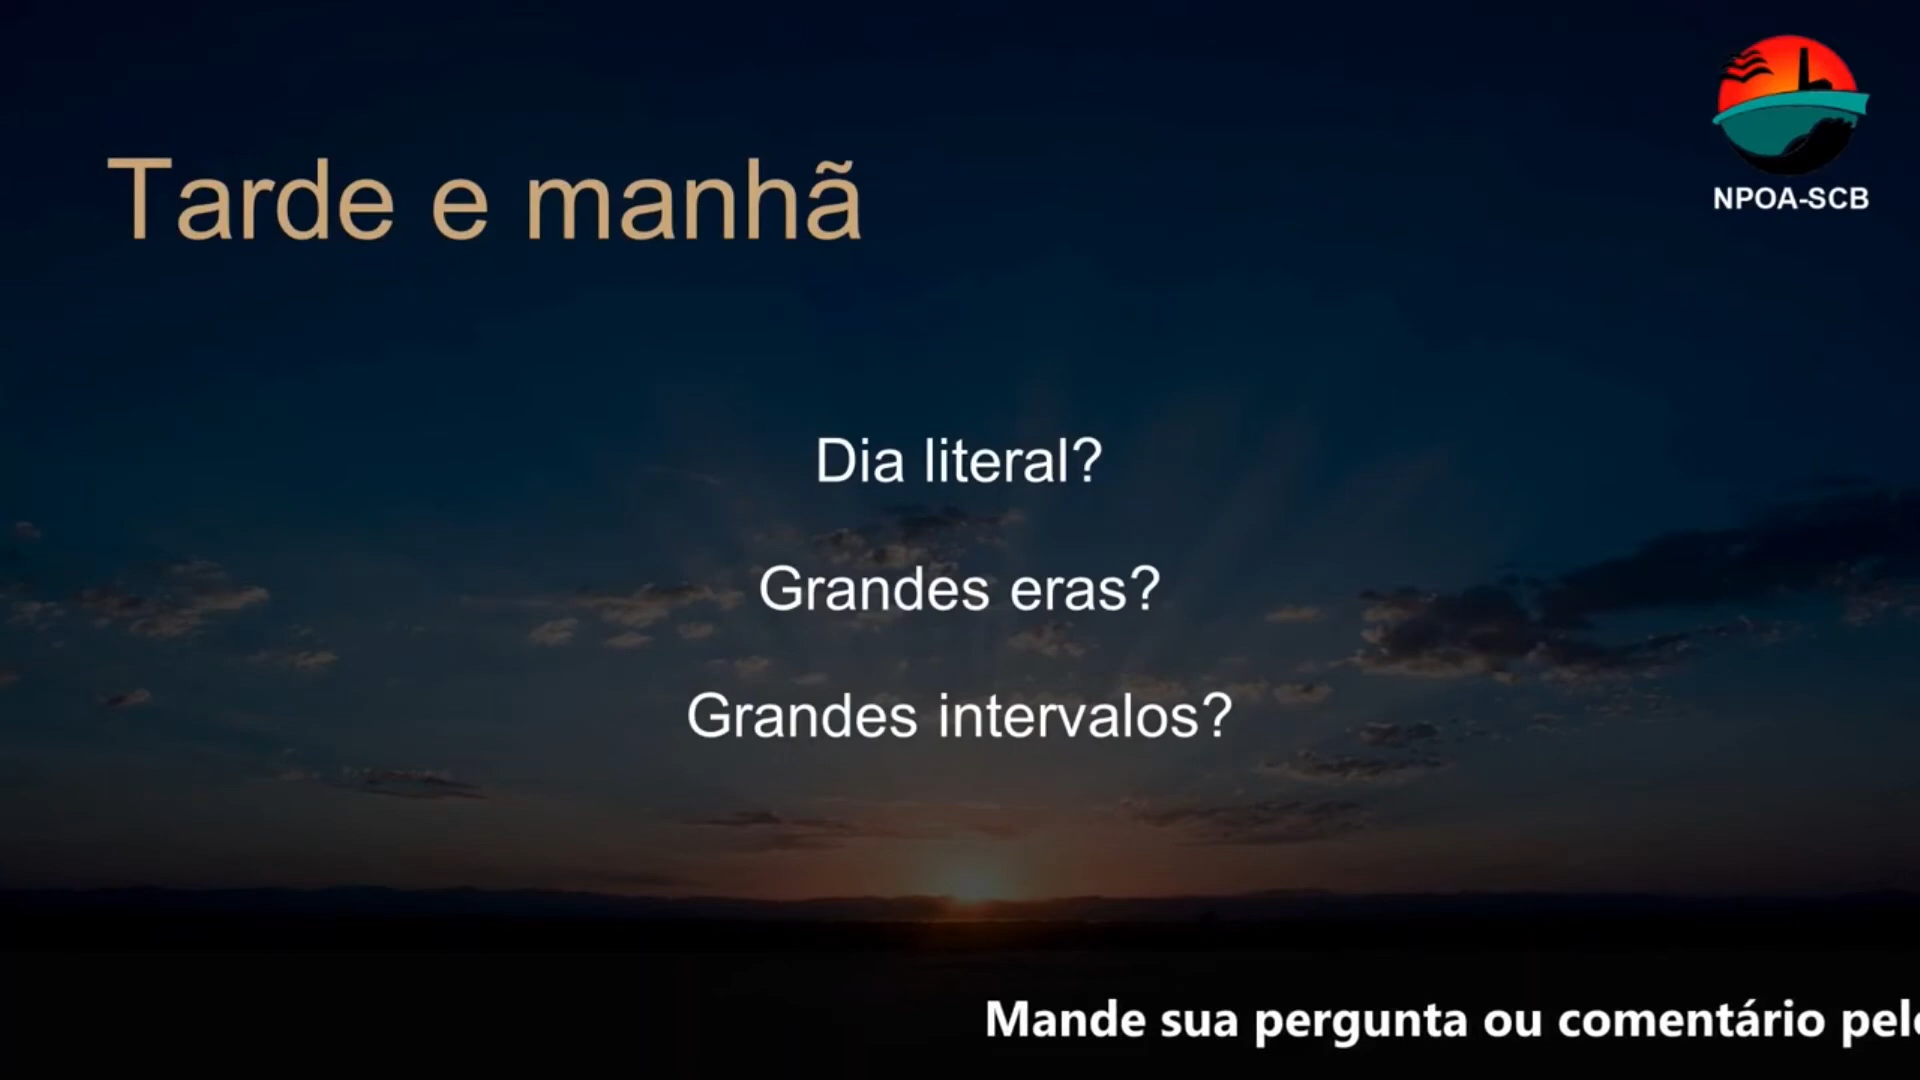 NPOA-SCB
Tarde e manhã
Dia literal?
Grandes eras?
Grandes intervalos?
Mande sua pergunta ou comentário